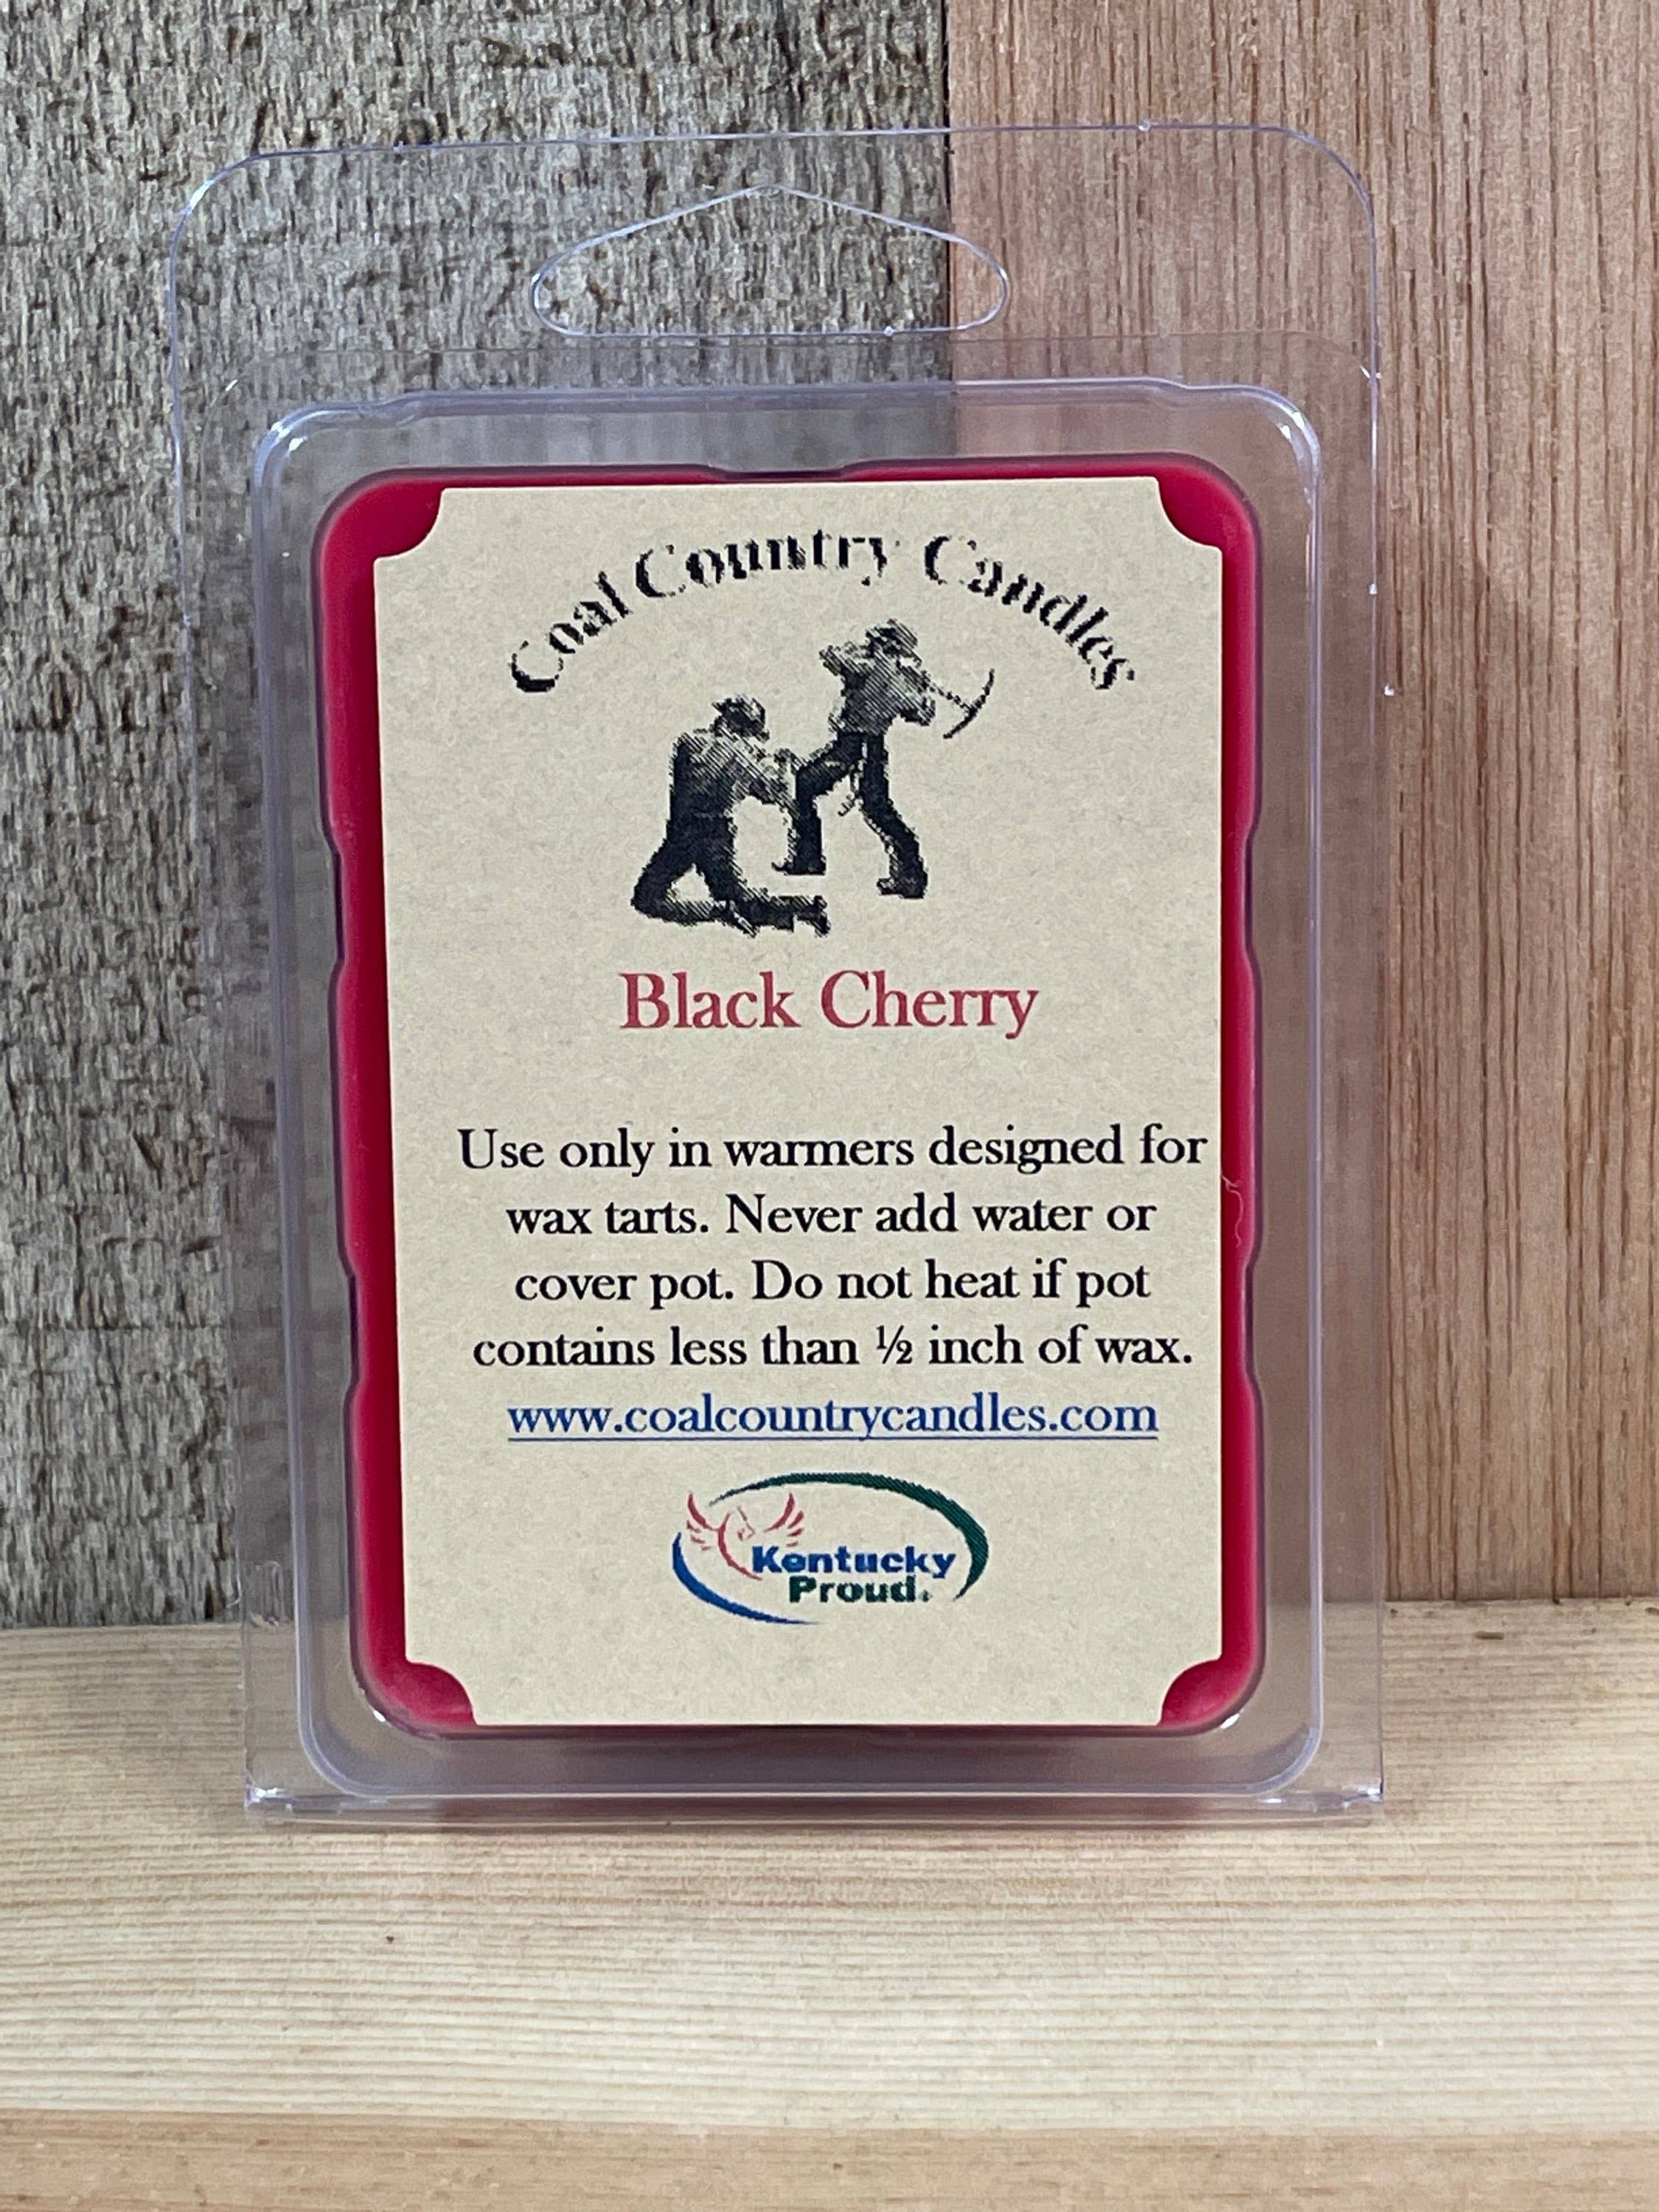 Coal Country Candles
Black Cherry
Use only in warmers designed for
wax tarts. Never add water or
cover pot. Do not heat if pot
contains less than ½ inch of wax.
www.coalcountrycandles.com
Kentucky
Proud.